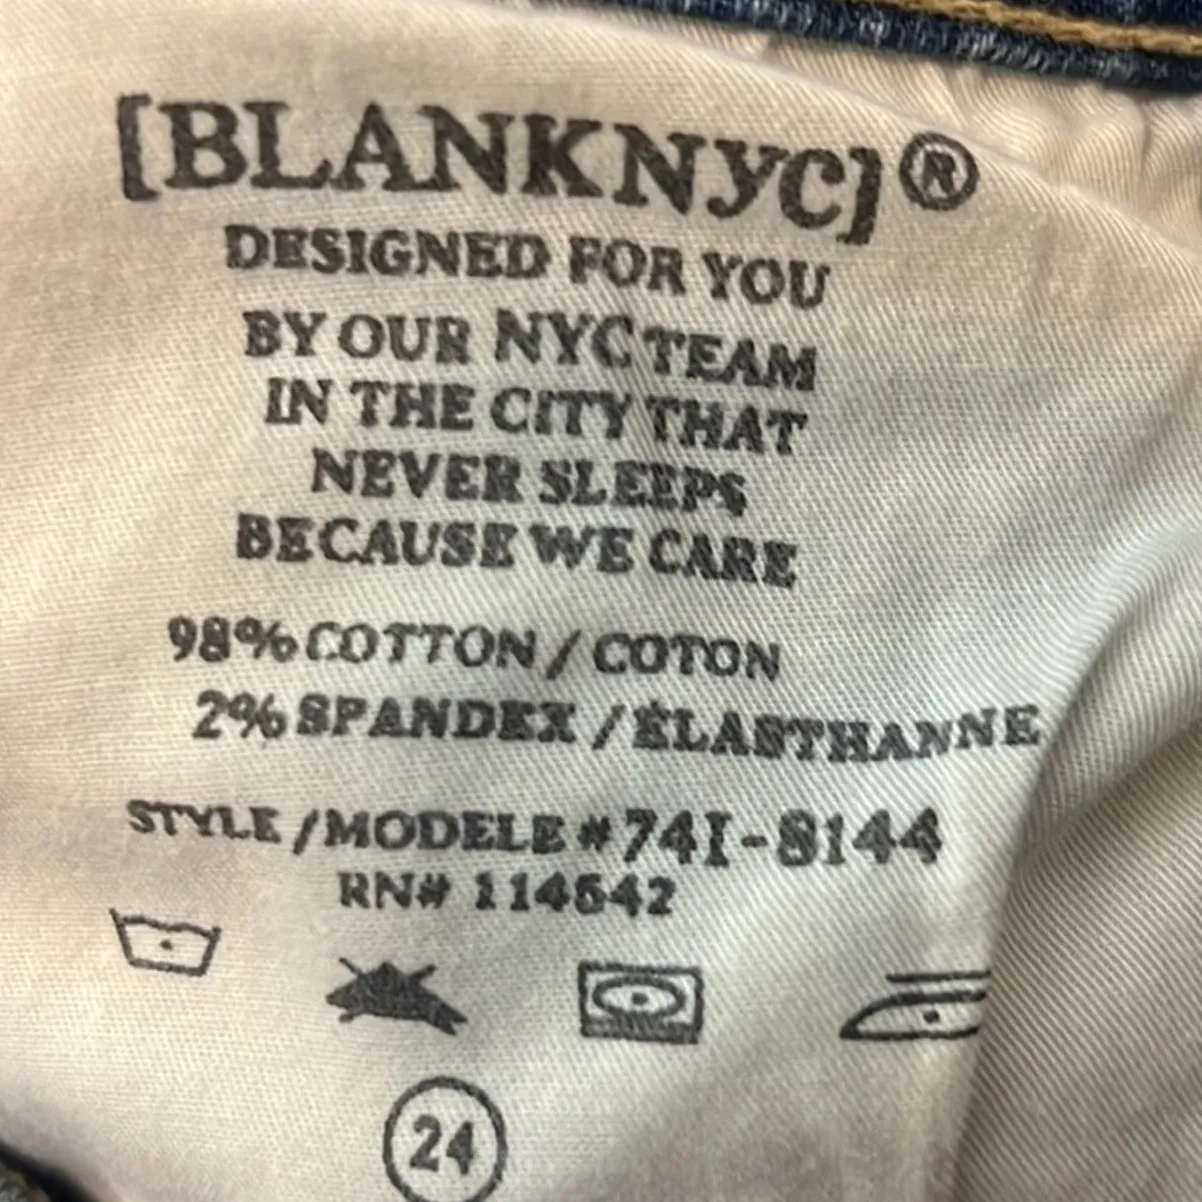 [BLANKNYC]®
DESIGNED FOR YOU
BY OUR NYC TEAM
IN THE CITY THAT
NEVER SLEEPS
BECAUSE WE CARE
98% COTTON / COTON
2% SPANDEX / ÉLASTHANNE
STYLE / MODELE # 74I-8144
RN# 114642
24